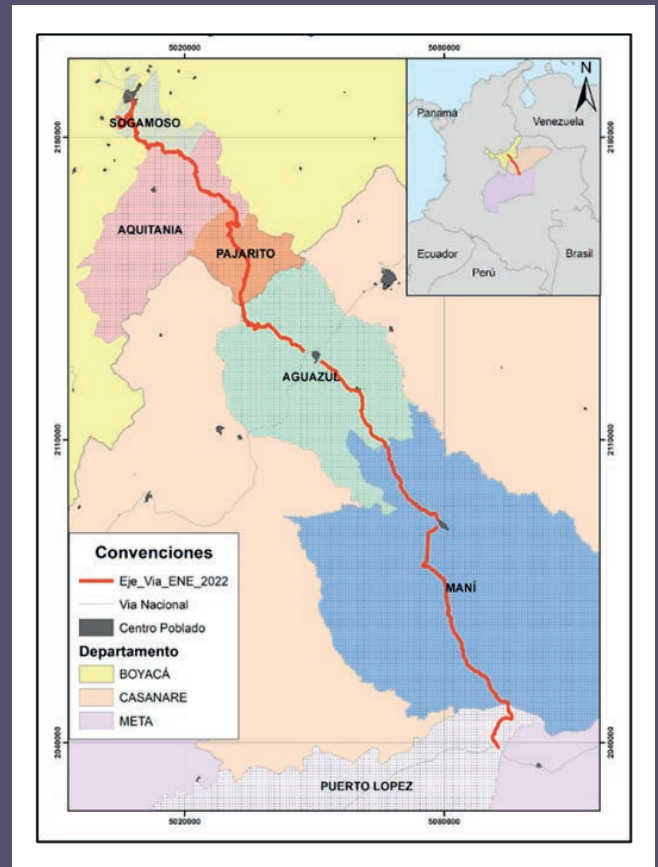 5020000
5080000
N
Panamá
Venezuela
Ecuador
Perú
Brasil
2180000
2180000
SOGAMOSO
AQUITANIA
PAJARITO
AGUAZUL
2110000
2110000
MANÍ
Convenciones
Eje_Via_ENE_2022
Via Nacional
Centro Poblado
Departamento
BOYACÁ
CASANARE
META
2040000
2040000
PUERTO LOPEZ
5020000
5080000